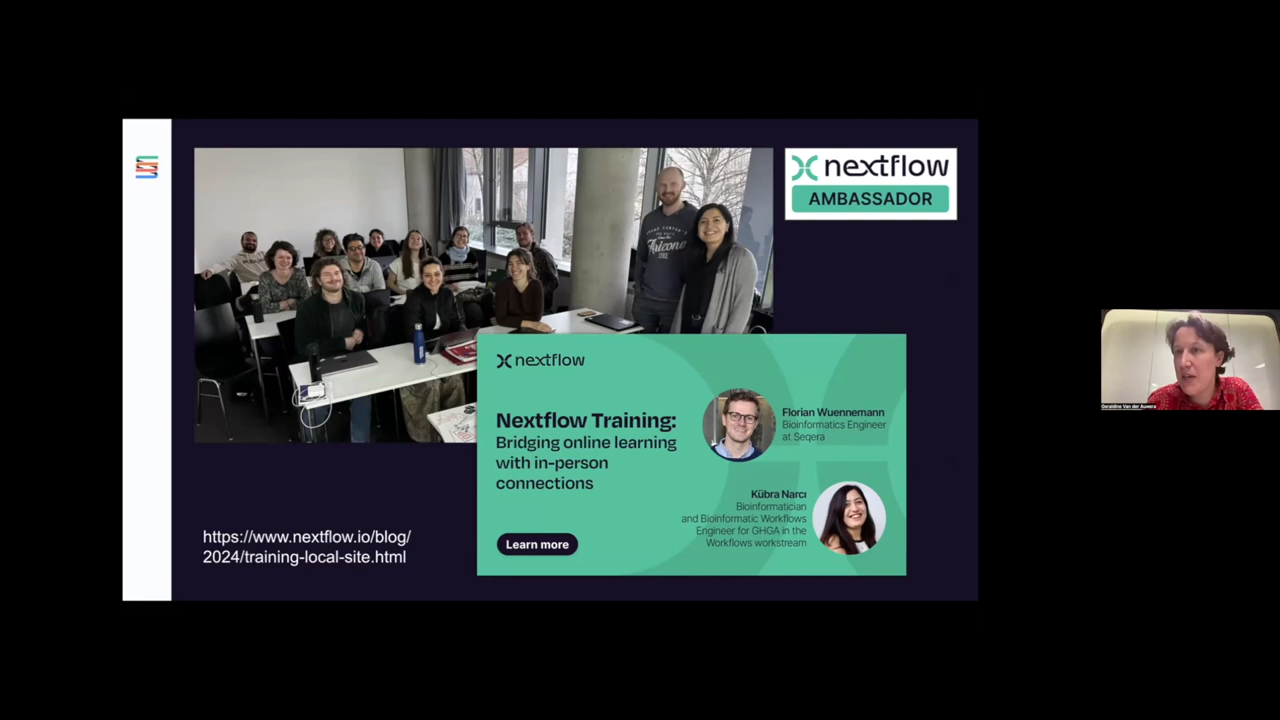 nextflow
AMBASSADOR
Arizona
nextflow
Nextflow Training:
Bridging online learning
with in-person
connections
Learn more
Florian Wuennemann
Bioinformatics Engineer
at Seqera
Kübra Narcı
Bioinformatician
and Bioinformatic Workflows
Engineer for GHGA in the
Workflows workstream
https://www.nextflow.io/blog/
2024/training-local-site.html
Geraldine Van der Auwera